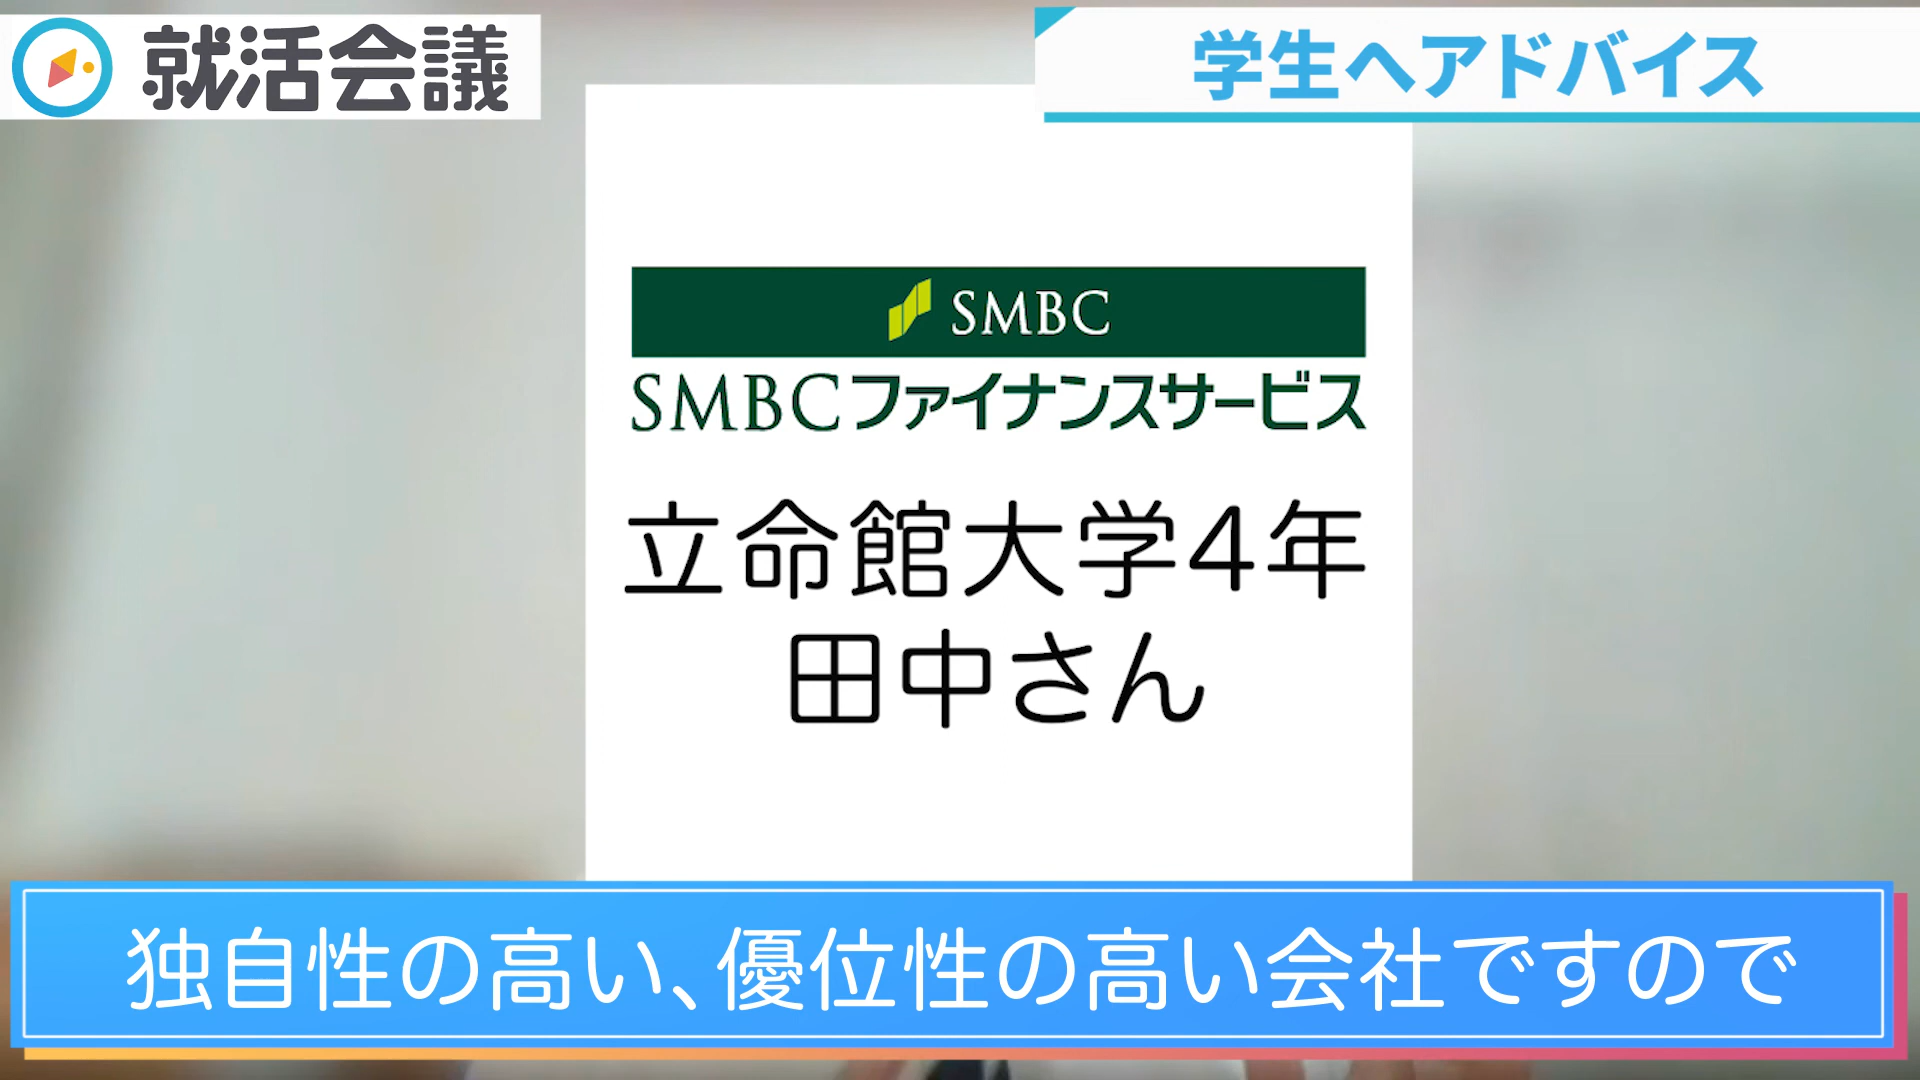 就活会議
学生へアドバイス
SMBC
SMBCファイナンスサービス
立命館大学4年
田中さん
独自性の高い、優位性の高い会社ですので